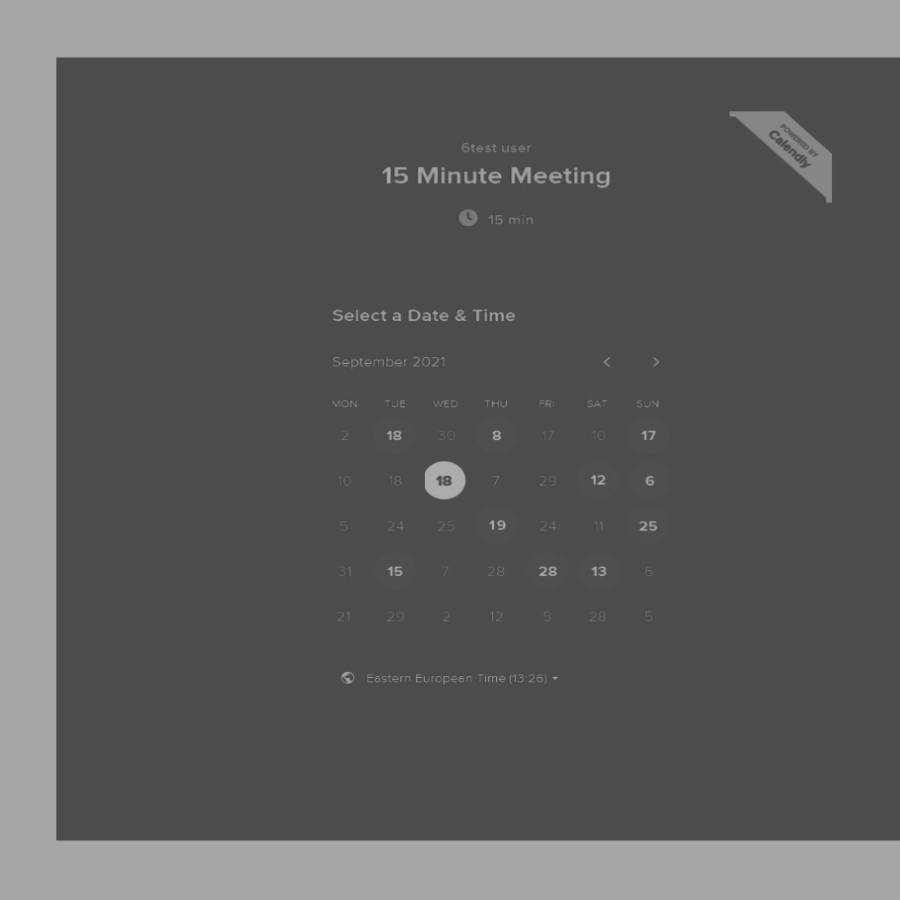 POWERED BY
Calendly
6test user
15 Minute Meeting
15 min
Select a Date & Time
September 2021
MON TUE WED THU FRI SAT SUN
2 18 30 8 17 10 17
10 18 18 7 29 12 6
5 24 25 19 24 11 25
31 15 7 28 28 13 6
21 29 2 12 5 28 5
Eastern European Time (13:26)